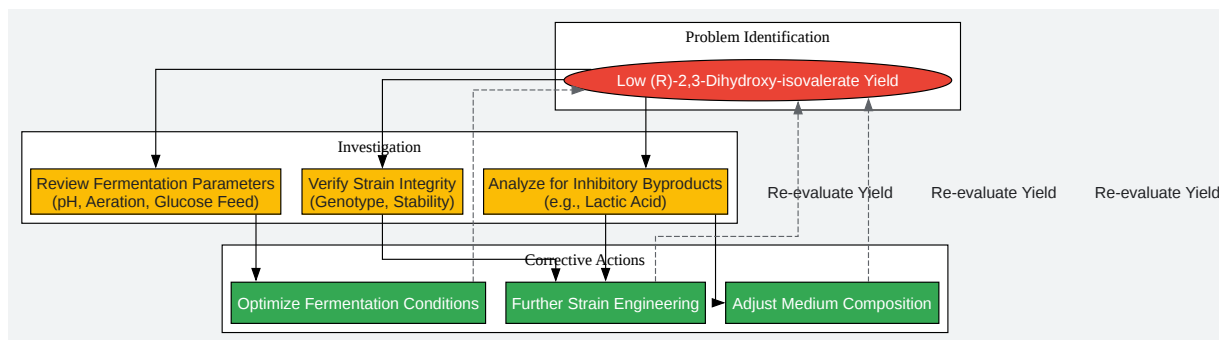 Problem Identification
Low (R)-2,3-Dihydroxy-isovalerate Yield
Investigation
Review Fermentation Parameters
(pH, Aeration, Glucose Feed)
Verify Strain Integrity
(Genotype, Stability)
Analyze for Inhibitory Byproducts
(e.g., Lactic Acid)
Re-evaluate Yield
Re-evaluate Yield
Re-evaluate Yield
Corrective Actions
Optimize Fermentation Conditions
Further Strain Engineering
Adjust Medium Composition